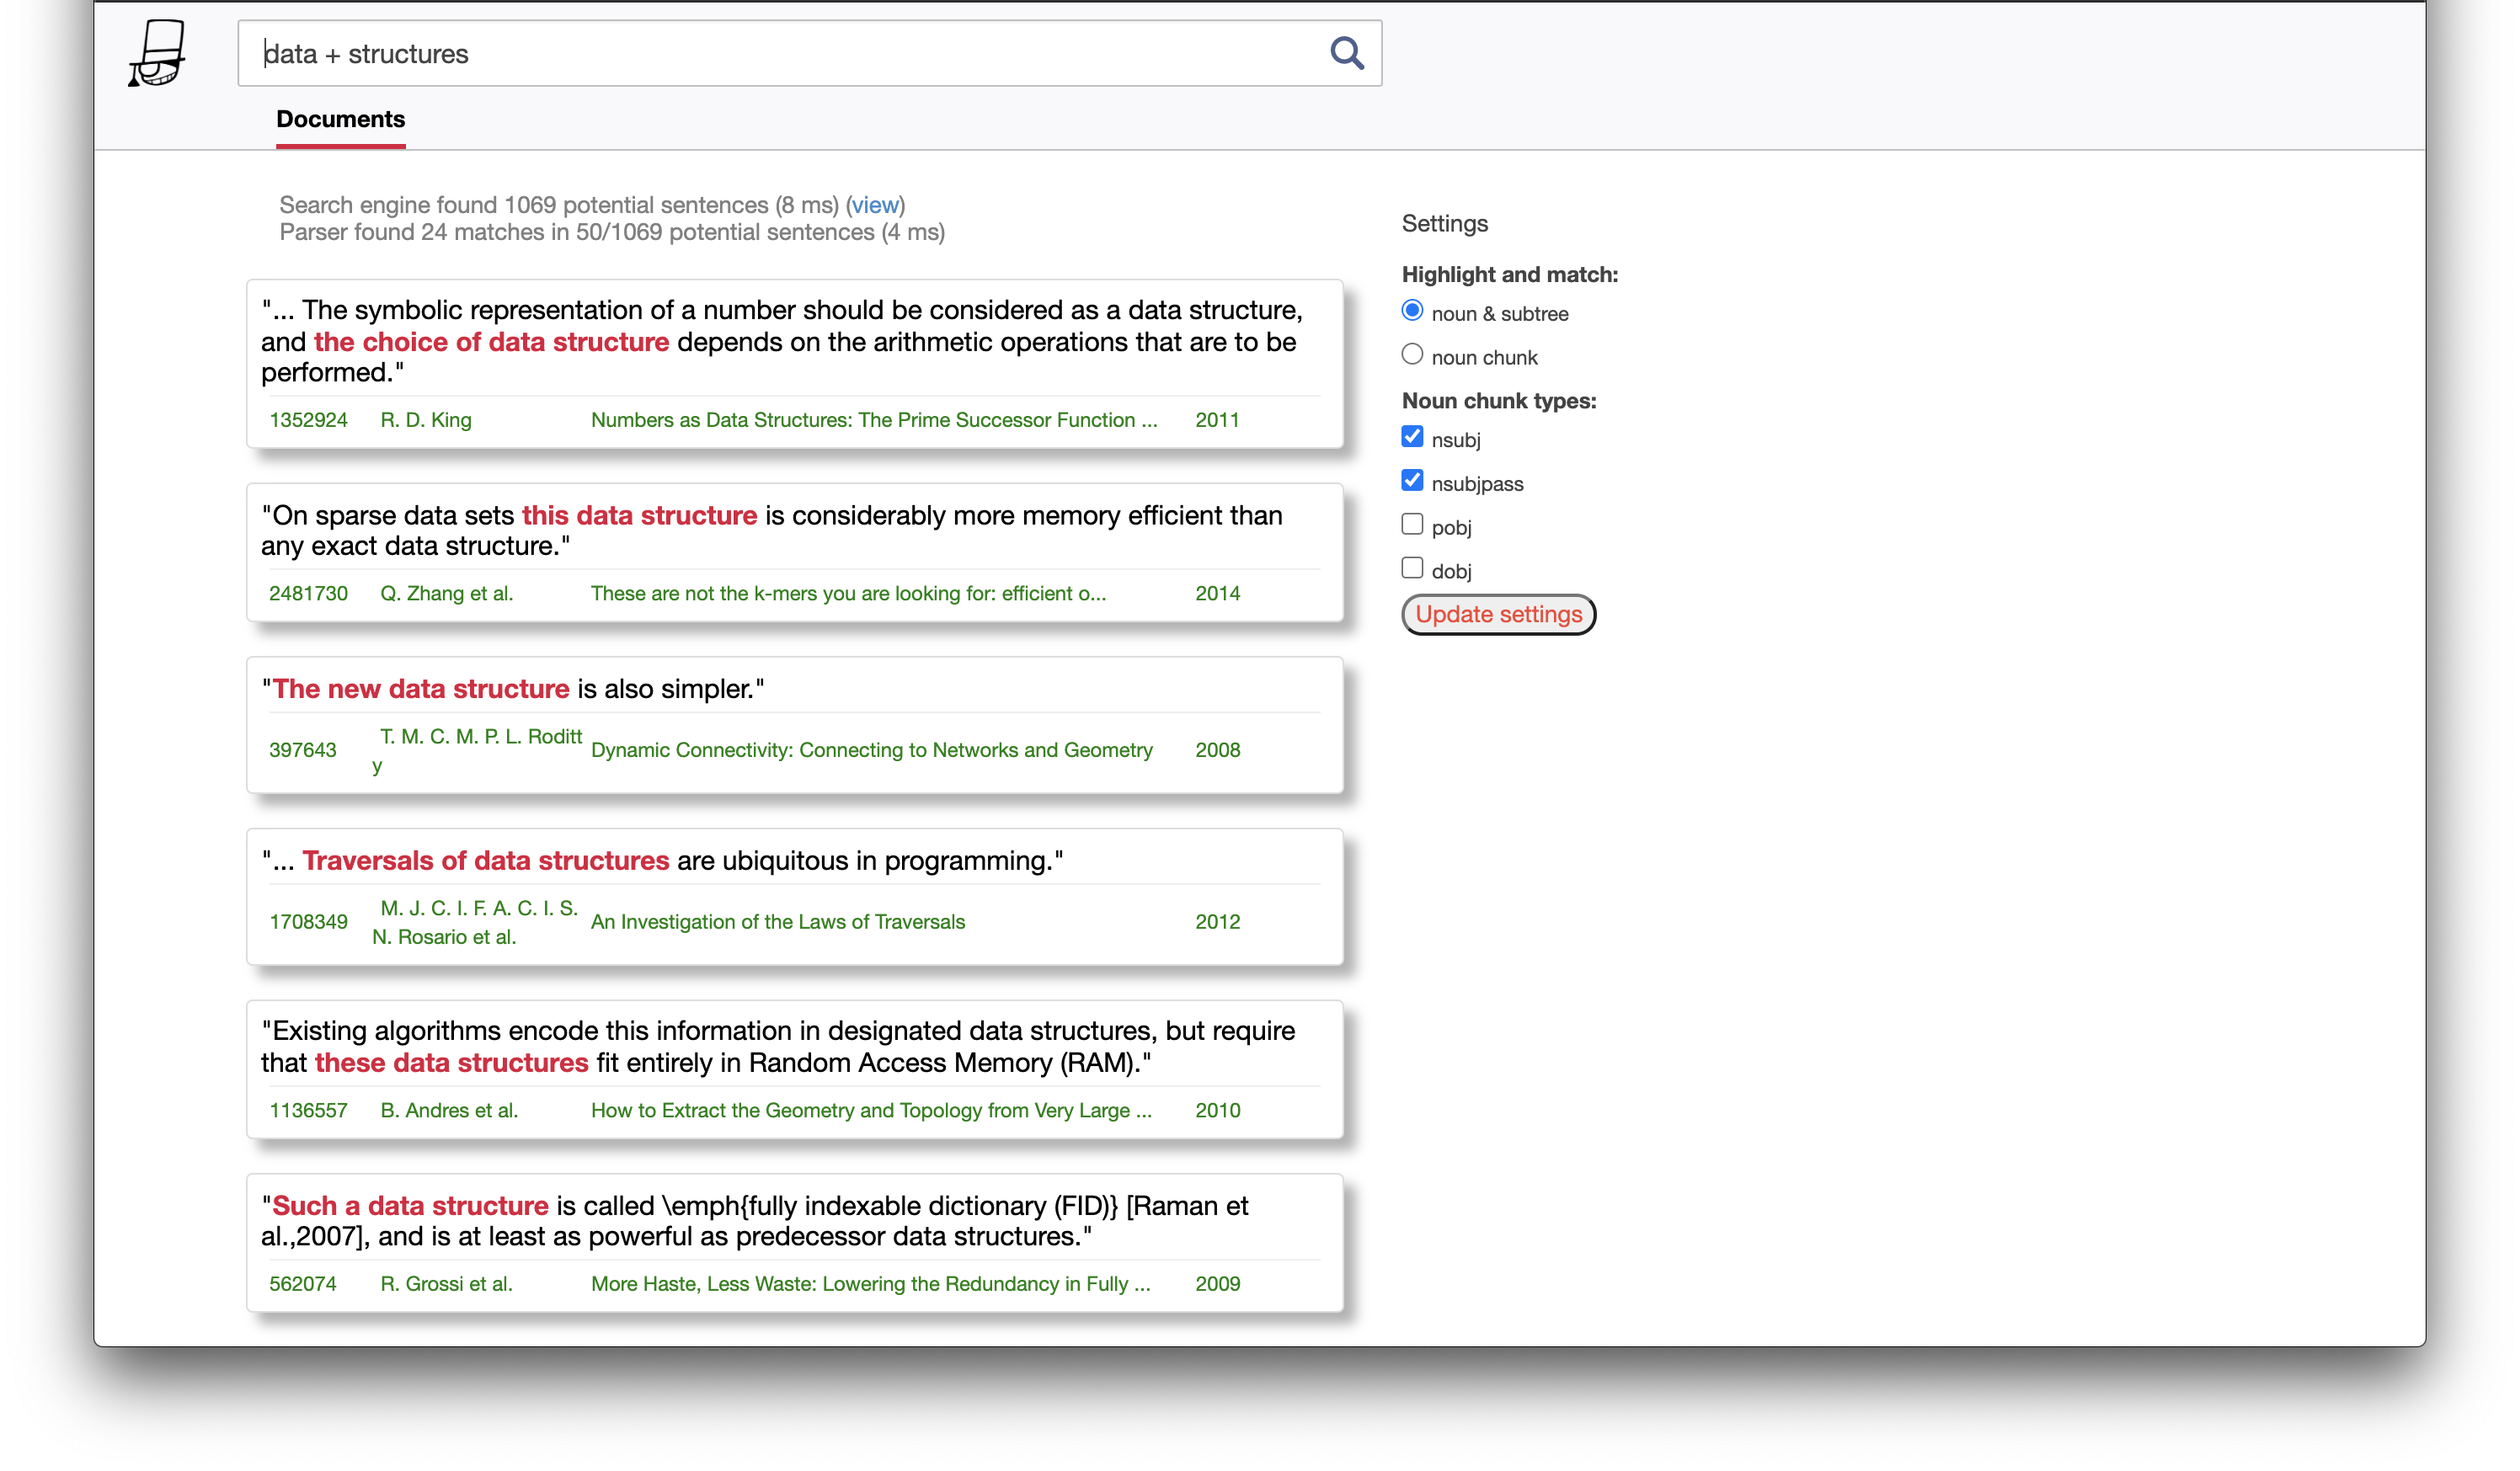 data + structures
Documents
Search engine found 1069 potential sentences (8 ms) (view)
Parser found 24 matches in 50/1069 potential sentences (4 ms)
"... The symbolic representation of a number should be considered as a data structure,
and the choice of data structure depends on the arithmetic operations that are to be
performed."
1352924 R. D. King Numbers as Data Structures: The Prime Successor Function ... 2011
"On sparse data sets this data structure is considerably more memory efficient than
any exact data structure."
2481730 Q. Zhang et al. These are not the k-mers you are looking for: efficient o... 2014
"The new data structure is also simpler."
397643 T. M. C. M. P. L. Roditt
y Dynamic Connectivity: Connecting to Networks and Geometry 2008
"... Traversals of data structures are ubiquitous in programming."
1708349 M. J. C. I. F. A. C. I. S.
N. Rosario et al. An Investigation of the Laws of Traversals 2012
"Existing algorithms encode this information in designated data structures, but require
that these data structures fit entirely in Random Access Memory (RAM)."
1136557 B. Andres et al. How to Extract the Geometry and Topology from Very Large ... 2010
"Such a data structure is called \emph{fully indexable dictionary (FID)} [Raman et
al.,2007], and is at least as powerful as predecessor data structures."
562074 R. Grossi et al. More Haste, Less Waste: Lowering the Redundancy in Fully ... 2009
Settings
Highlight and match:
noun & subtree
noun chunk
Noun chunk types:
nsubj
nsubjpass
pobj
dobj
Update settings